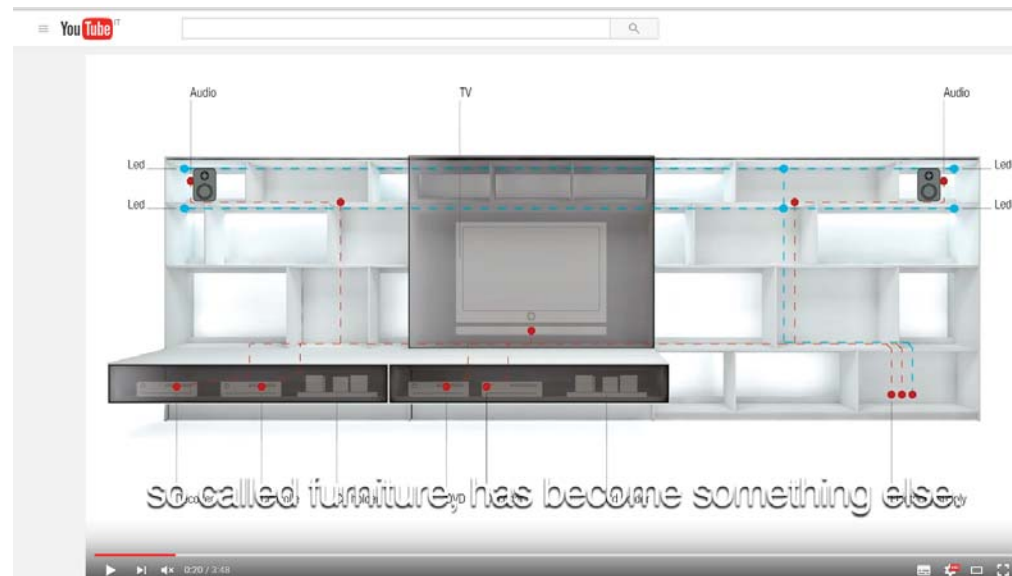 YouTube IT
Audio TV Audio
Led Led
Led Led
so called furniture, has become something else.
0:20 / 3:48